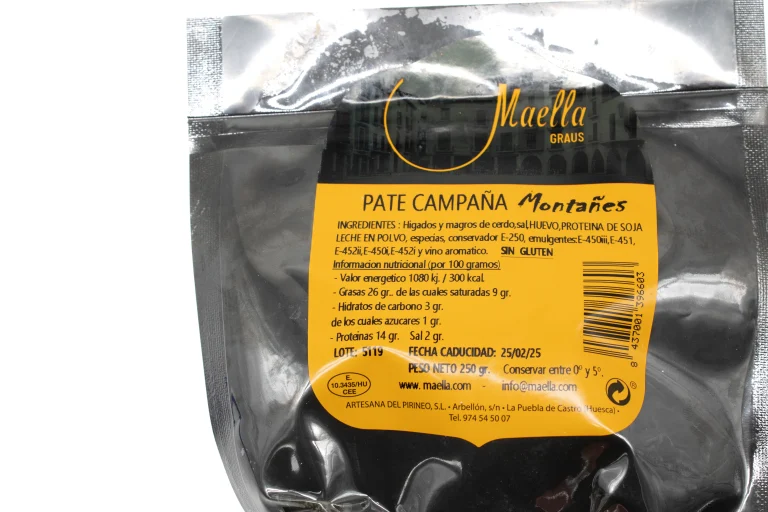 Maella
GRAUS
PATE CAMPAÑA Montañes
INGREDIENTES : Higados y magros de cerdo,sal,HUEVO,PROTEINA DE SOJA
LECHE EN POLVO, especias, conservador E-250, emulgentes:E-450iii,E-451,
E-452ii,E-450i,E-452i y vino aromatico. SIN GLUTEN
Informacion nutricional (por 100 gramos)
- Valor energetico 1080 kj. / 300 kcal.
- Grasas 26 gr.. de las cuales saturadas 9 gr.
- Hidratos de carbono 3 gr.
de los cuales azucares 1 gr.
- Proteinas 14 gr. Sal 2 gr.
LOTE: 5119 FECHA CADUCIDAD: 25/02/25
PESO NETO 250 gr. Conservar entre 0º y 5º.
www. maella.com - info@maella.com
E.
10.3435/HU
CEE
ARTESANA DEL PIRINEO, S.L. • Arbellón, s/n • La Puebla de Castro (Huesca) •
Tel. 974 54 50 07
8 437001 396603